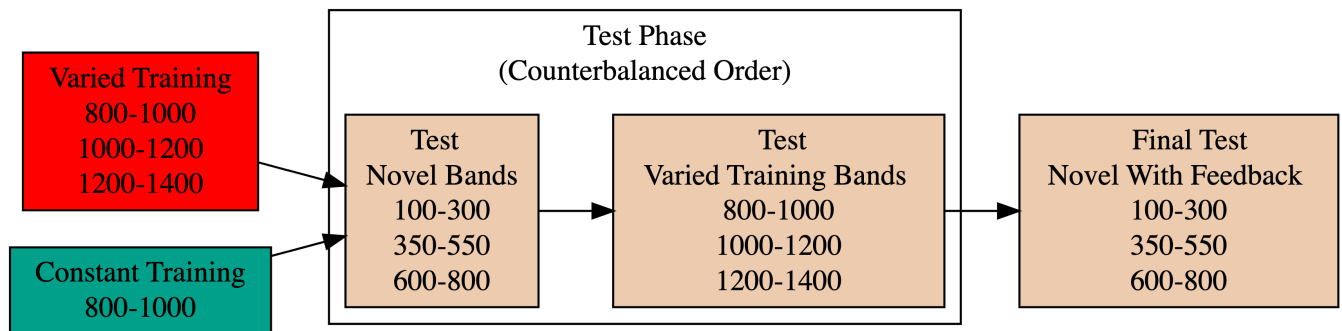 Varied Training
800-1000
1000-1200
1200-1400
Constant Training
800-1000
Test Phase
(Counterbalanced Order)
Test
Novel Bands
100-300
350-550
600-800
Test
Varied Training Bands
800-1000
1000-1200
1200-1400
Final Test
Novel With Feedback
100-300
350-550
600-800